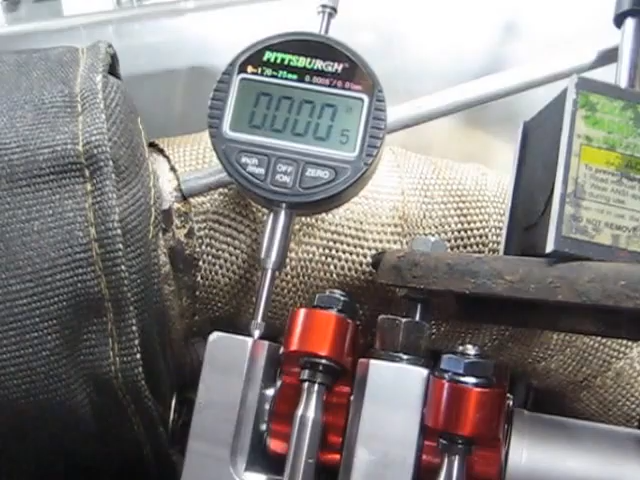 PITTSBURGH
0-1"/0-25mm 0.0005"/0.01mm
0.0000 5
inch
/mm
OFF
/ON
ZERO
DO NOT REMOVE